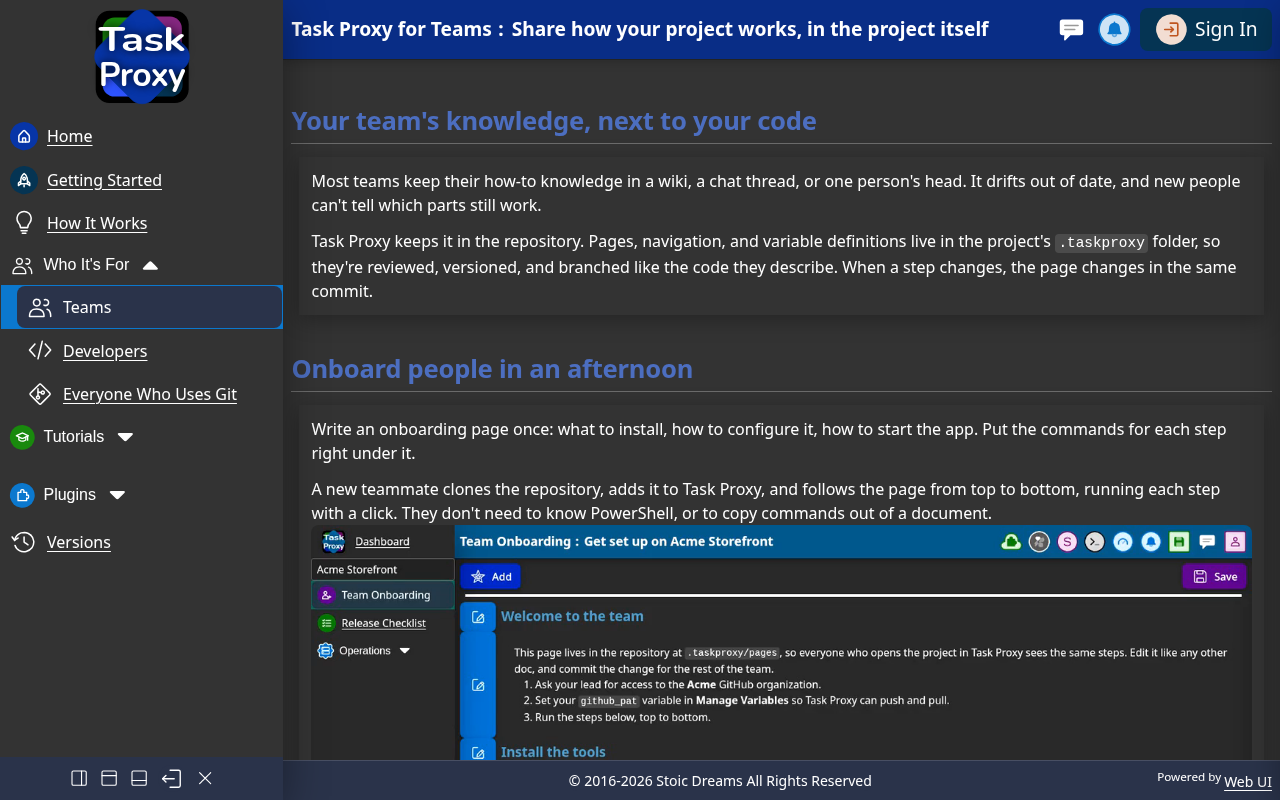 Task
Proxy
Home
Getting Started
How It Works
Who It's For
Teams
Developers
Everyone Who Uses Git
Tutorials
Plugins
Versions
Task Proxy for Teams : Share how your project works, in the project itself
Sign In
Your team's knowledge, next to your code
Most teams keep their how-to knowledge in a wiki, a chat thread, or one person's head. It drifts out of date, and new people
can't tell which parts still work.
Task Proxy keeps it in the repository. Pages, navigation, and variable definitions live in the project's .taskproxy folder, so
they're reviewed, versioned, and branched like the code they describe. When a step changes, the page changes in the same
commit.
Onboard people in an afternoon
Write an onboarding page once: what to install, how to configure it, how to start the app. Put the commands for each step
right under it.
A new teammate clones the repository, adds it to Task Proxy, and follows the page from top to bottom, running each step
with a click. They don't need to know PowerShell, or to copy commands out of a document.
Task
Proxy
Dashboard
Team Onboarding : Get set up on Acme Storefront
S
Acme Storefront
Team Onboarding
Release Checklist
Operations
Add
Save
Welcome to the team
This page lives in the repository at .taskproxy/pages, so everyone who opens the project in Task Proxy sees the same steps. Edit it like any other
doc, and commit the change for the rest of the team.
1. Ask your lead for access to the Acme GitHub organization.
2. Set your github_pat variable in Manage Variables so Task Proxy can push and pull.
3. Run the steps below, top to bottom.
Install the tools
© 2016-2026 Stoic Dreams All Rights Reserved
Powered by Web UI